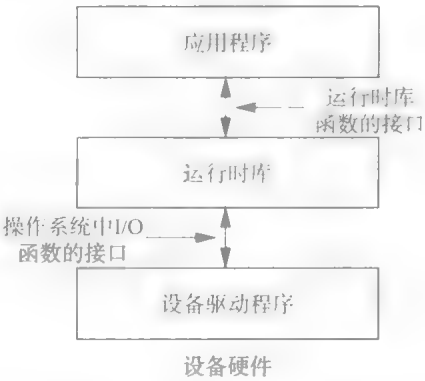 应用程序
运行时库
函数的接口
运行时库
操作系统中I/O
函数的接口
设备驱动程序
设备硬件